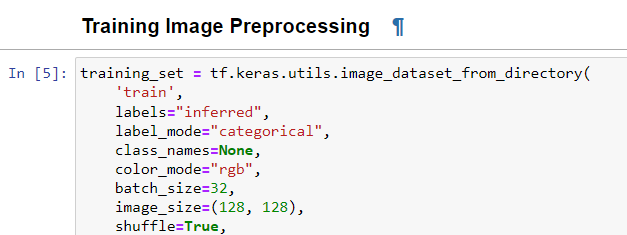 Training Image Preprocessing ¶
In [5]: training_set = tf.keras.utils.image_dataset_from_directory(
    'train',
    labels="inferred",
    label_mode="categorical",
    class_names=None,
    color_mode="rgb",
    batch_size=32,
    image_size=(128, 128),
    shuffle=True,